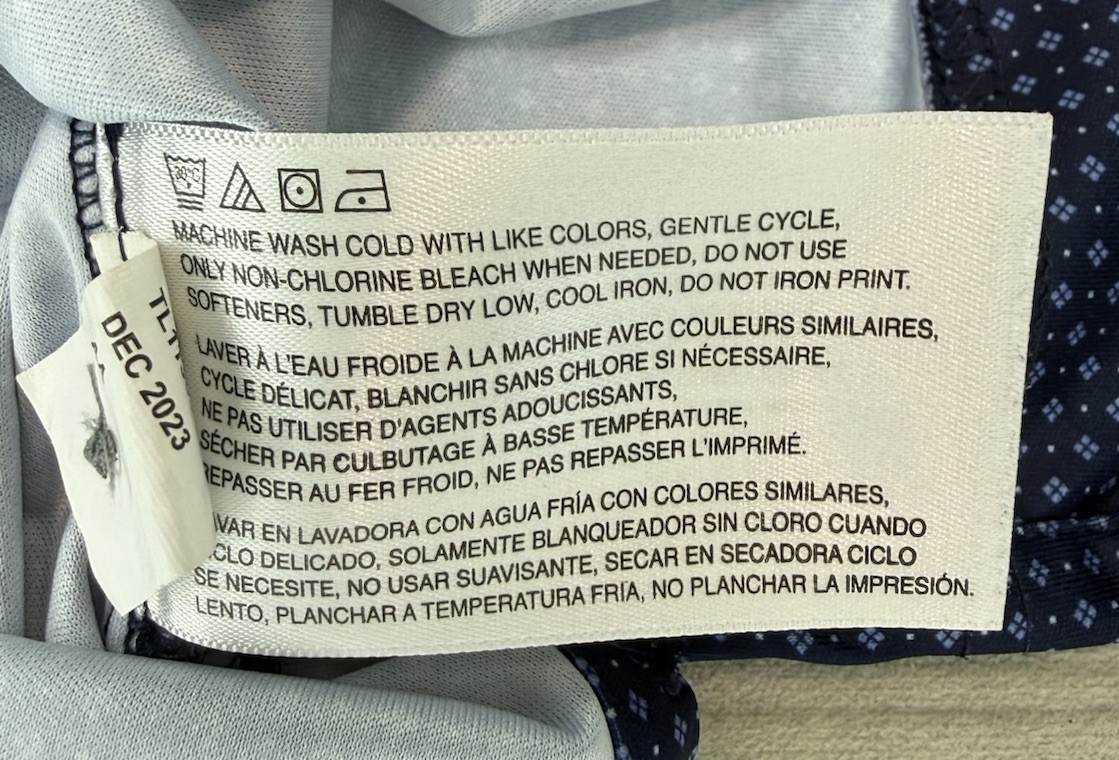 30°C
MACHINE WASH COLD WITH LIKE COLORS, GENTLE CYCLE,
ONLY NON-CHLORINE BLEACH WHEN NEEDED, DO NOT USE
SOFTENERS, TUMBLE DRY LOW, COOL IRON, DO NOT IRON PRINT.
LAVER À L'EAU FROIDE À LA MACHINE AVEC COULEURS SIMILAIRES,
CYCLE DÉLICAT, BLANCHIR SANS CHLORE SI NÉCESSAIRE,
NE PAS UTILISER D'AGENTS ADOUCISSANTS,
SÉCHER PAR CULBUTAGE À BASSE TEMPÉRATURE,
REPASSER AU FER FROID, NE PAS REPASSER L'IMPRIMÉ.
EN LAVADORA CON AGUA FRÍA CON COLORES SIMILARES,
DELICADO, SOLAMENTE BLANQUEADOR SIN CLORO CUANDO
SE NECESITE, NO USAR SUAVISANTE, SECAR EN SECADORA CICLO
LENTO, PLANCHAR A TEMPERATURA FRÍA, NO PLANCHAR LA IMPRESIÓN.
DEC 2023